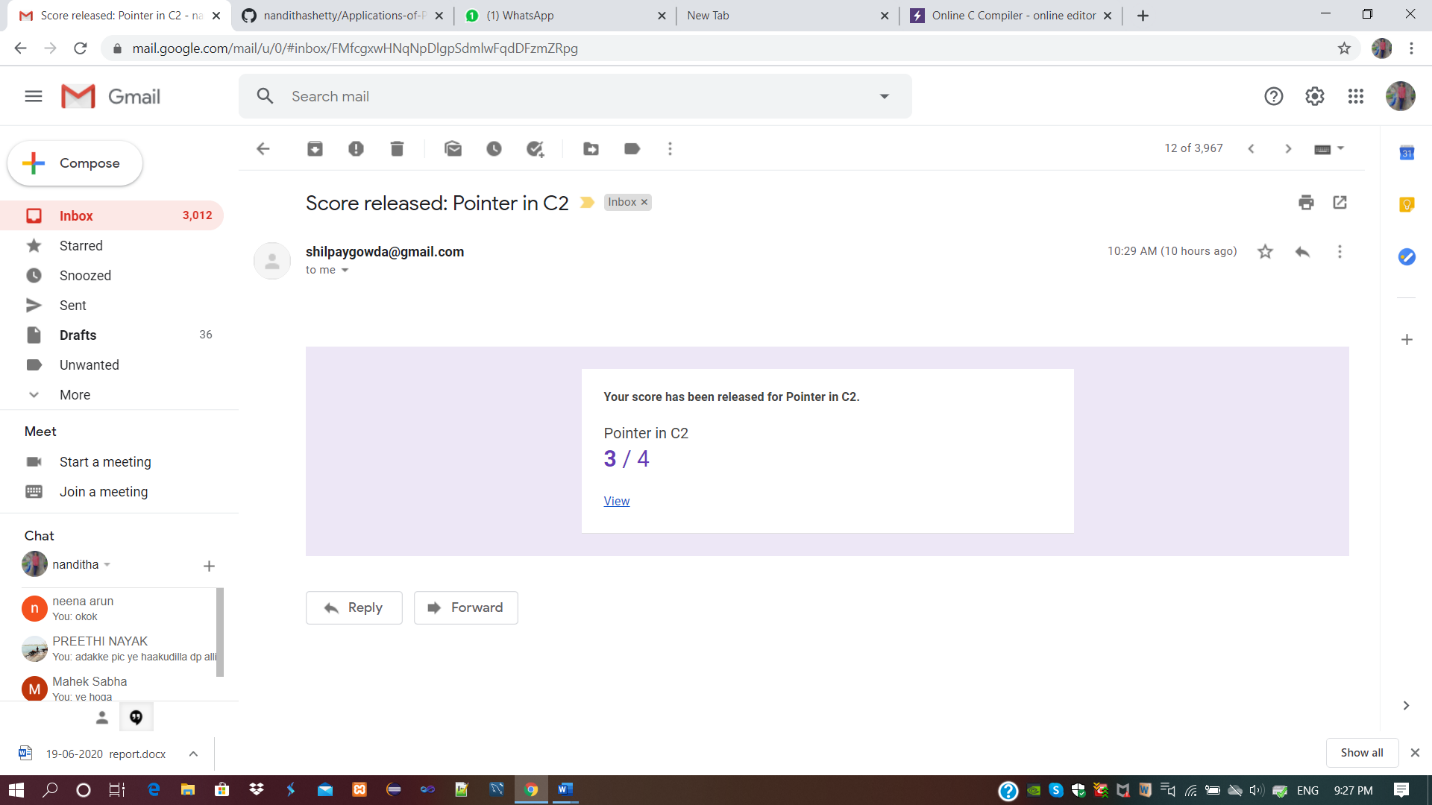 Score released: Pointer in C2 - na
nandithashetty/Applications-of-P
(1) WhatsApp
New Tab
Online C Compiler - online editor
mail.google.com/mail/u/0/#inbox/FMfcgxwHNqNpDlgpSdmlwFqdDFzmZRpg
Gmail
Search mail
Compose
12 of 3,967
31
Score released: Pointer in C2
Inbox ×
Inbox 3,012
Starred
Snoozed
Sent
Drafts 36
Unwanted
More
shilpaygowda@gmail.com
to me
10:29 AM (10 hours ago)
Your score has been released for Pointer in C2.
Pointer in C2
3 / 4
View
Reply
Forward
Meet
Start a meeting
Join a meeting
Chat
nanditha
n
neena arun
You: okok
PREETHI NAYAK
You: adakke pic ye haakudilla dp alli
M
Mahek Sabha
You: ye hoga
19-06-2020 report.docx
Show all
ENG
9:27 PM